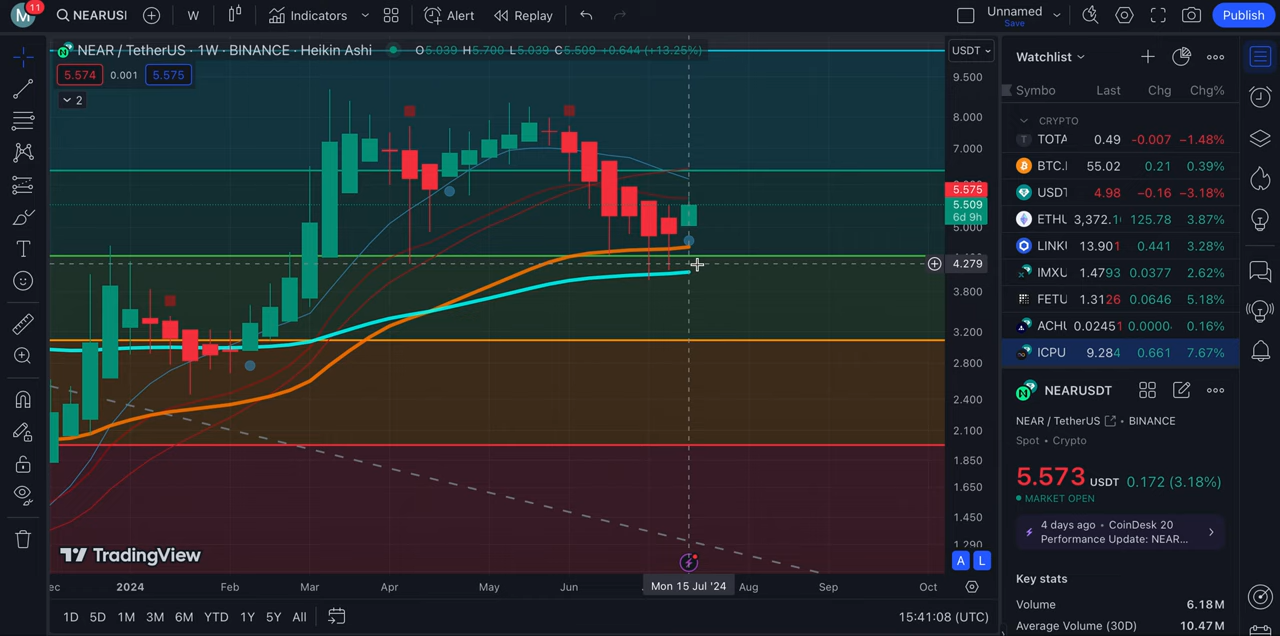 M 11 NEARUSI W Indicators Alert Replay Unnamed Save Publish
NEAR / TetherUS · 1W · BINANCE · Heikin Ashi O5.039 H5.700 L5.039 C5.509 +0.644 (+13.25%) USDT
5.574 0.001 5.575
2
9.500
8.000
7.000
5.575
5.509
6d 9h
5.000
4.279
3.800
3.200
2.800
2.400
2.100
1.850
1.650
1.450
1.290
A L
TradingView
2024 Feb Mar Apr May Jun Mon 15 Jul '24 Aug Sep Oct
1D 5D 1M 3M 6M YTD 1Y 5Y All 15:41:08 (UTC)
Watchlist
Symbo Last Chg Chg%
CRYPTO
TOTA 0.49 −0.007 −1.48%
BTC.I 55.02 0.21 0.39%
USDT 4.98 −0.16 −3.18%
ETHU 3,372.1 125.78 3.87%
LINKU 13.901 0.441 3.28%
IMXU 1.4793 0.0377 2.62%
FETU 1.3126 0.0646 5.18%
ACHU 0.02451 0.0000 0.16%
ICPU 9.284 0.661 7.67%
NEARUSDT
NEAR / TetherUS · BINANCE
Spot · Crypto
5.573 USDT 0.172 (3.18%)
MARKET OPEN
4 days ago · CoinDesk 20
Performance Update: NEAR...
Key stats
Volume 6.18M
Average Volume (30D) 10.47M